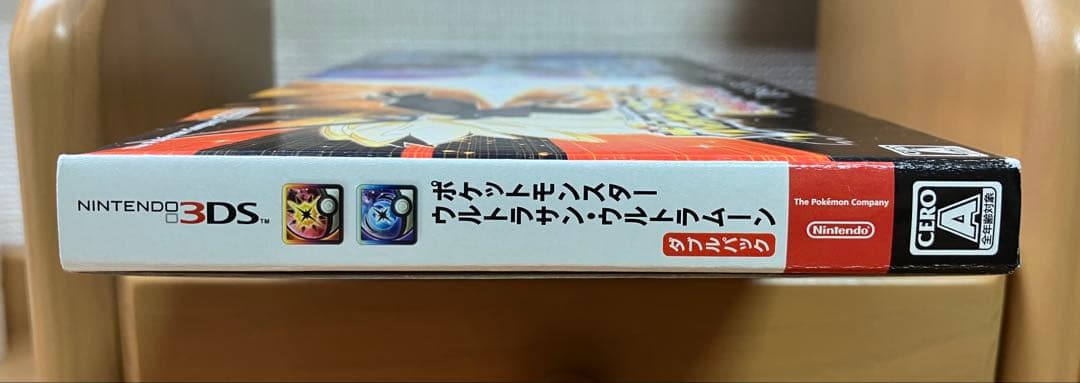 NINTENDO 3DS™
ポケットモンスター
ウルトラサン・ウルトラムーン
ダブルパック
The Pokémon Company
Nintendo
CERO
A
全年齢対象